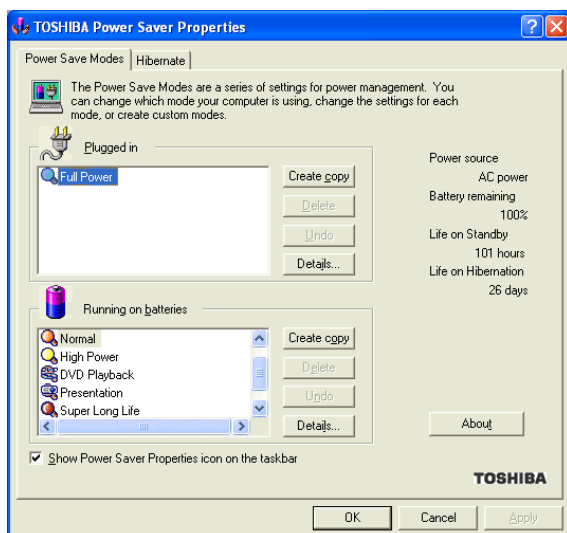 TOSHIBA Power Saver Properties
Power Save Modes
Hibernate
The Power Save Modes are a series of settings for power management. You
can change which mode your computer is using, change the settings for each
mode, or create custom modes.
Plugged in
Full Power
Create copy
Delete
Undo
Details...
Power source
AC power
Battery remaining
100%
Life on Standby
101 hours
Life on Hibernation
26 days
Running on batteries
Normal
High Power
DVD Playback
Presentation
Super Long Life
Create copy
Delete
Undo
Details...
About
Show Power Saver Properties icon on the taskbar
TOSHIBA
OK
Cancel
Apply